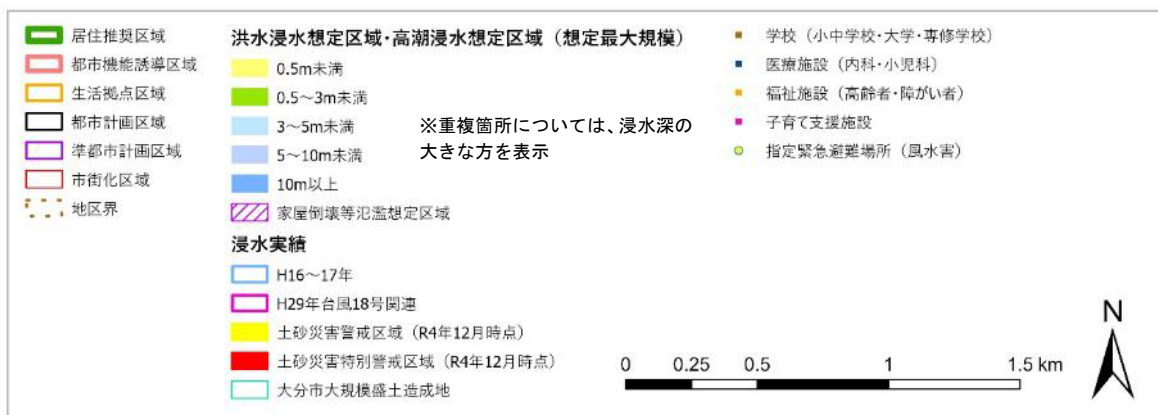 居住推奨区域
都市機能誘導区域
生活拠点区域
都市計画区域
準都市計画区域
市街化区域
地区界
洪水浸水想定区域・高潮浸水想定区域（想定最大規模）
0.5m未満
0.5～3m未満
3～5m未満
5～10m未満
10m以上
家屋倒壊等氾濫想定区域
※重複箇所については、浸水深の
大きな方を表示
浸水実績
H16～17年
H29年台風18号関連
土砂災害警戒区域（R4年12月時点）
土砂災害特別警戒区域（R4年12月時点）
大分市大規模盛土造成地
学校（小中学校・大学・専修学校）
医療施設（内科・小児科）
福祉施設（高齢者・障がい者）
子育て支援施設
指定緊急避難場所（風水害）
0 0.25 0.5 1 1.5 km
N